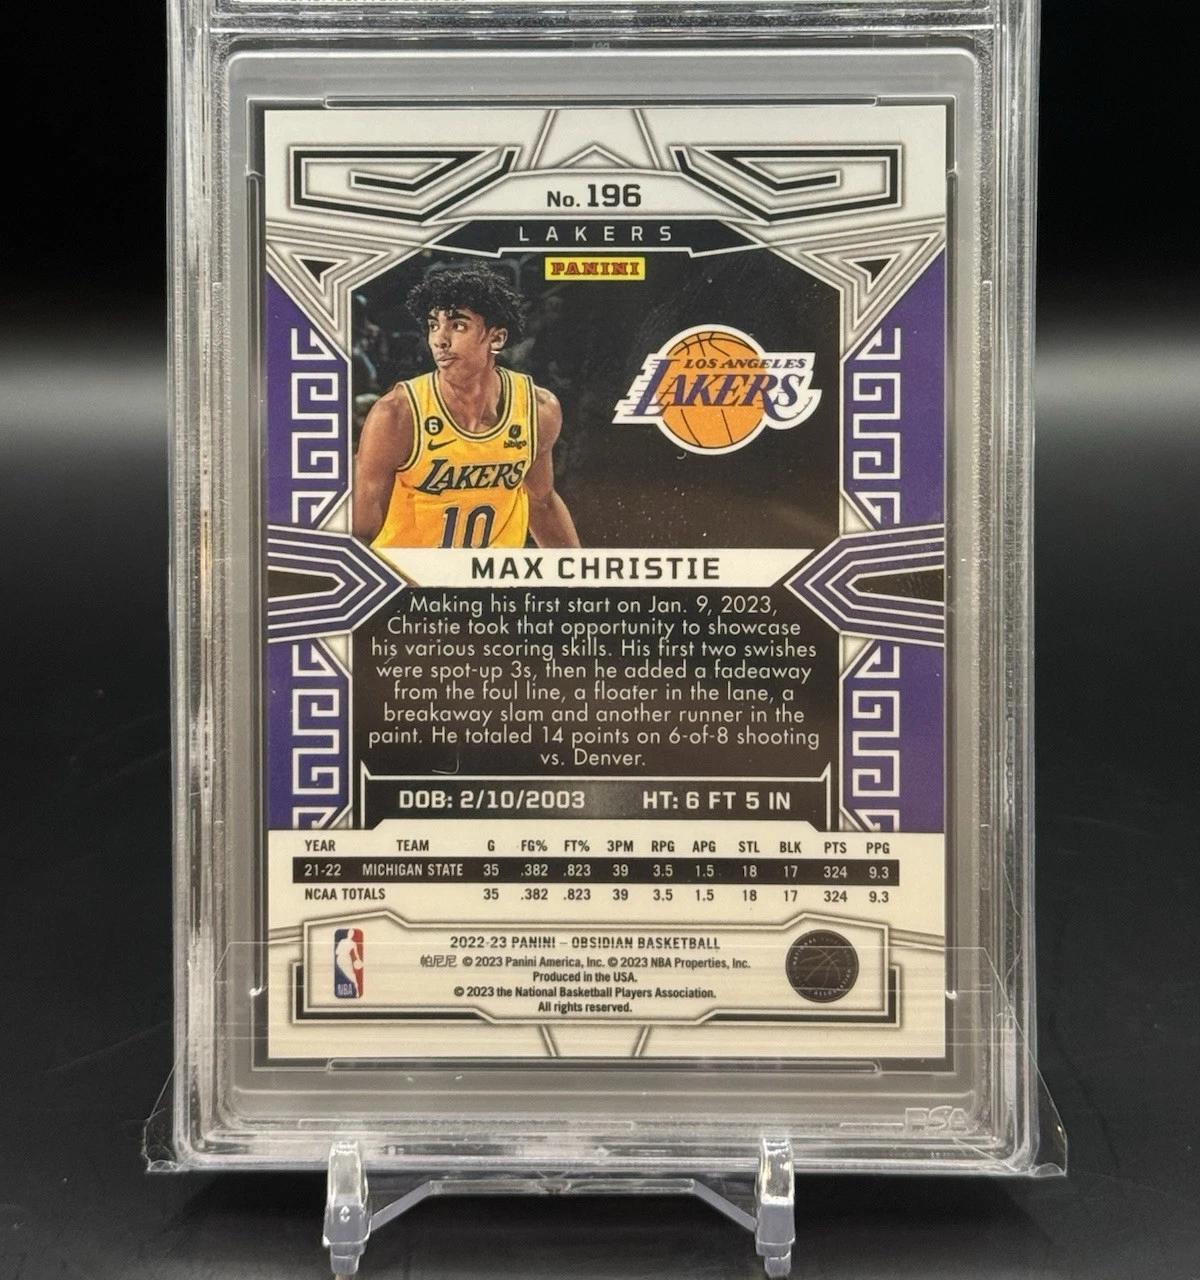 No. 196
LAKERS
PANINI
LOS ANGELES
LAKERS
6
bibigo
LAKERS
10
MAX CHRISTIE
Making his first start on Jan. 9, 2023,
Christie took that opportunity to showcase
his various scoring skills. His first two swishes
were spot-up 3s, then he added a fadeaway
from the foul line, a floater in the lane, a
breakaway slam and another runner in the
paint. He totaled 14 points on 6-of-8 shooting
vs. Denver.
DOB: 2/10/2003 HT: 6 FT 5 IN
YEAR TEAM G FG% FT% 3PM RPG APG STL BLK PTS PPG
21-22 MICHIGAN STATE 35 .382 .823 39 3.5 1.5 18 17 324 9.3
NCAA TOTALS 35 .382 .823 39 3.5 1.5 18 17 324 9.3
2022-23 PANINI – OBSIDIAN BASKETBALL
帕尼尼 © 2023 Panini America, Inc. © 2023 NBA Properties, Inc.
Produced in the USA.
© 2023 the National Basketball Players Association.
All rights reserved.
NBA
PSA